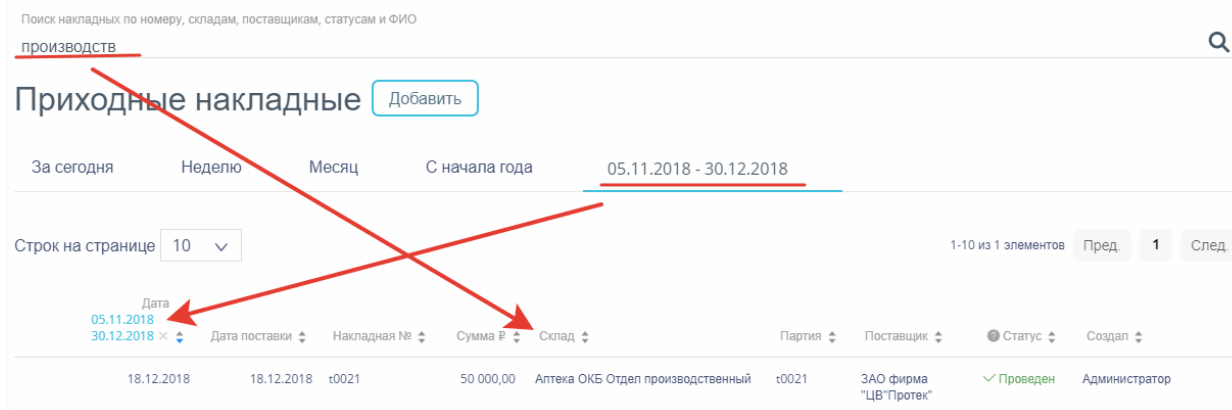 Поиск накладных по номеру, складам, поставщикам, статусам и ФИО
производств
Приходные накладные Добавить
За сегодня Неделю Месяц С начала года 05.11.2018 - 30.12.2018
Строк на странице 10 1-10 из 1 элементов Пред. 1 След.
Дата
05.11.2018
30.12.2018 × Дата поставки Накладная № Сумма ₽ Склад Партия Поставщик ? Статус Создал
18.12.2018 18.12.2018 t0021 50 000,00 Аптека ОКБ Отдел производственный t0021 ЗАО фирма Проведен Администратор
"ЦВ"Протек"